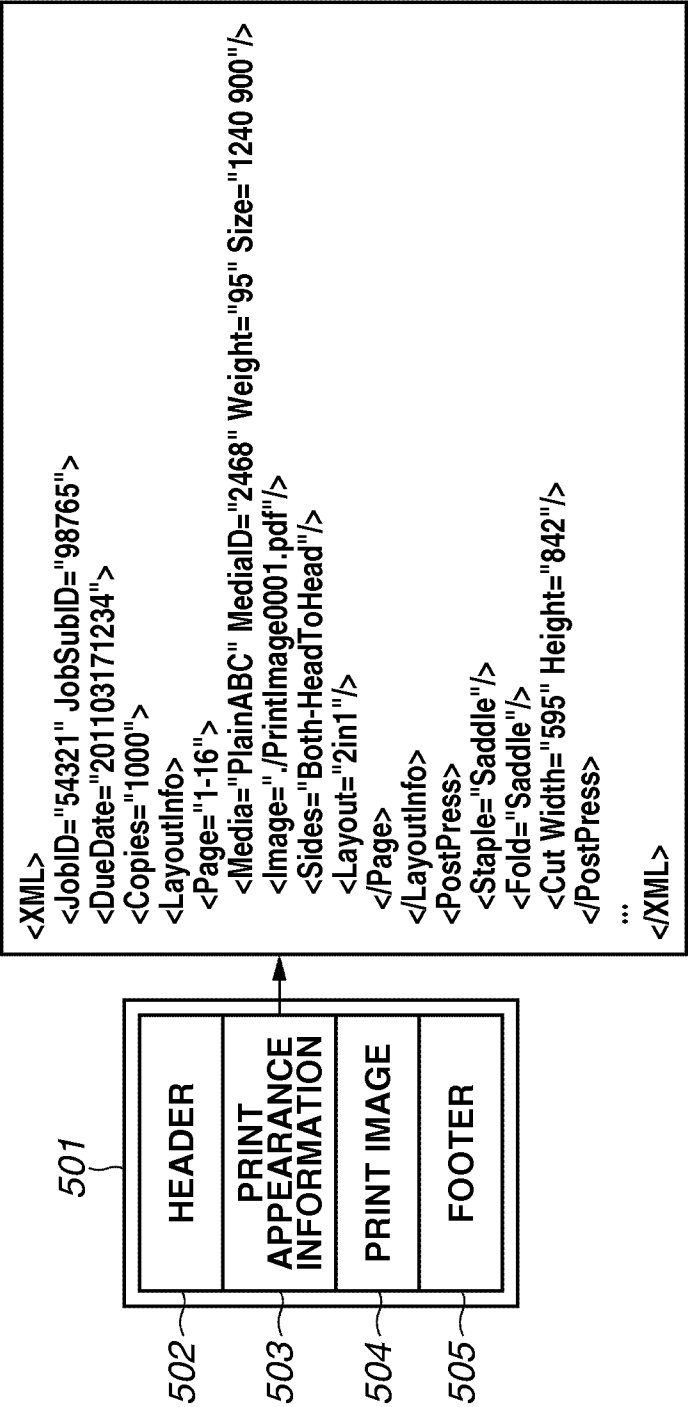 501
502
HEADER
503
PRINT
APPEARANCE
INFORMATION
504
PRINT IMAGE
505
FOOTER
<XML>
<JobID="54321" JobSubID="98765">
<DueDate="201103171234">
<Copies="1000">
<LayoutInfo>
<Page="1-16">
<Media="PlainABC" MediaID="2468" Weight="95" Size="1240 900"/>
<Image="./PrintImage0001.pdf"/>
<Sides="Both-HeadToHead"/>
<Layout="2in1"/>
</Page>
</LayoutInfo>
<PostPress>
<Staple="Saddle"/>
<Fold="Saddle"/>
<Cut Width="595" Height="842"/>
</PostPress>
...
</XML>